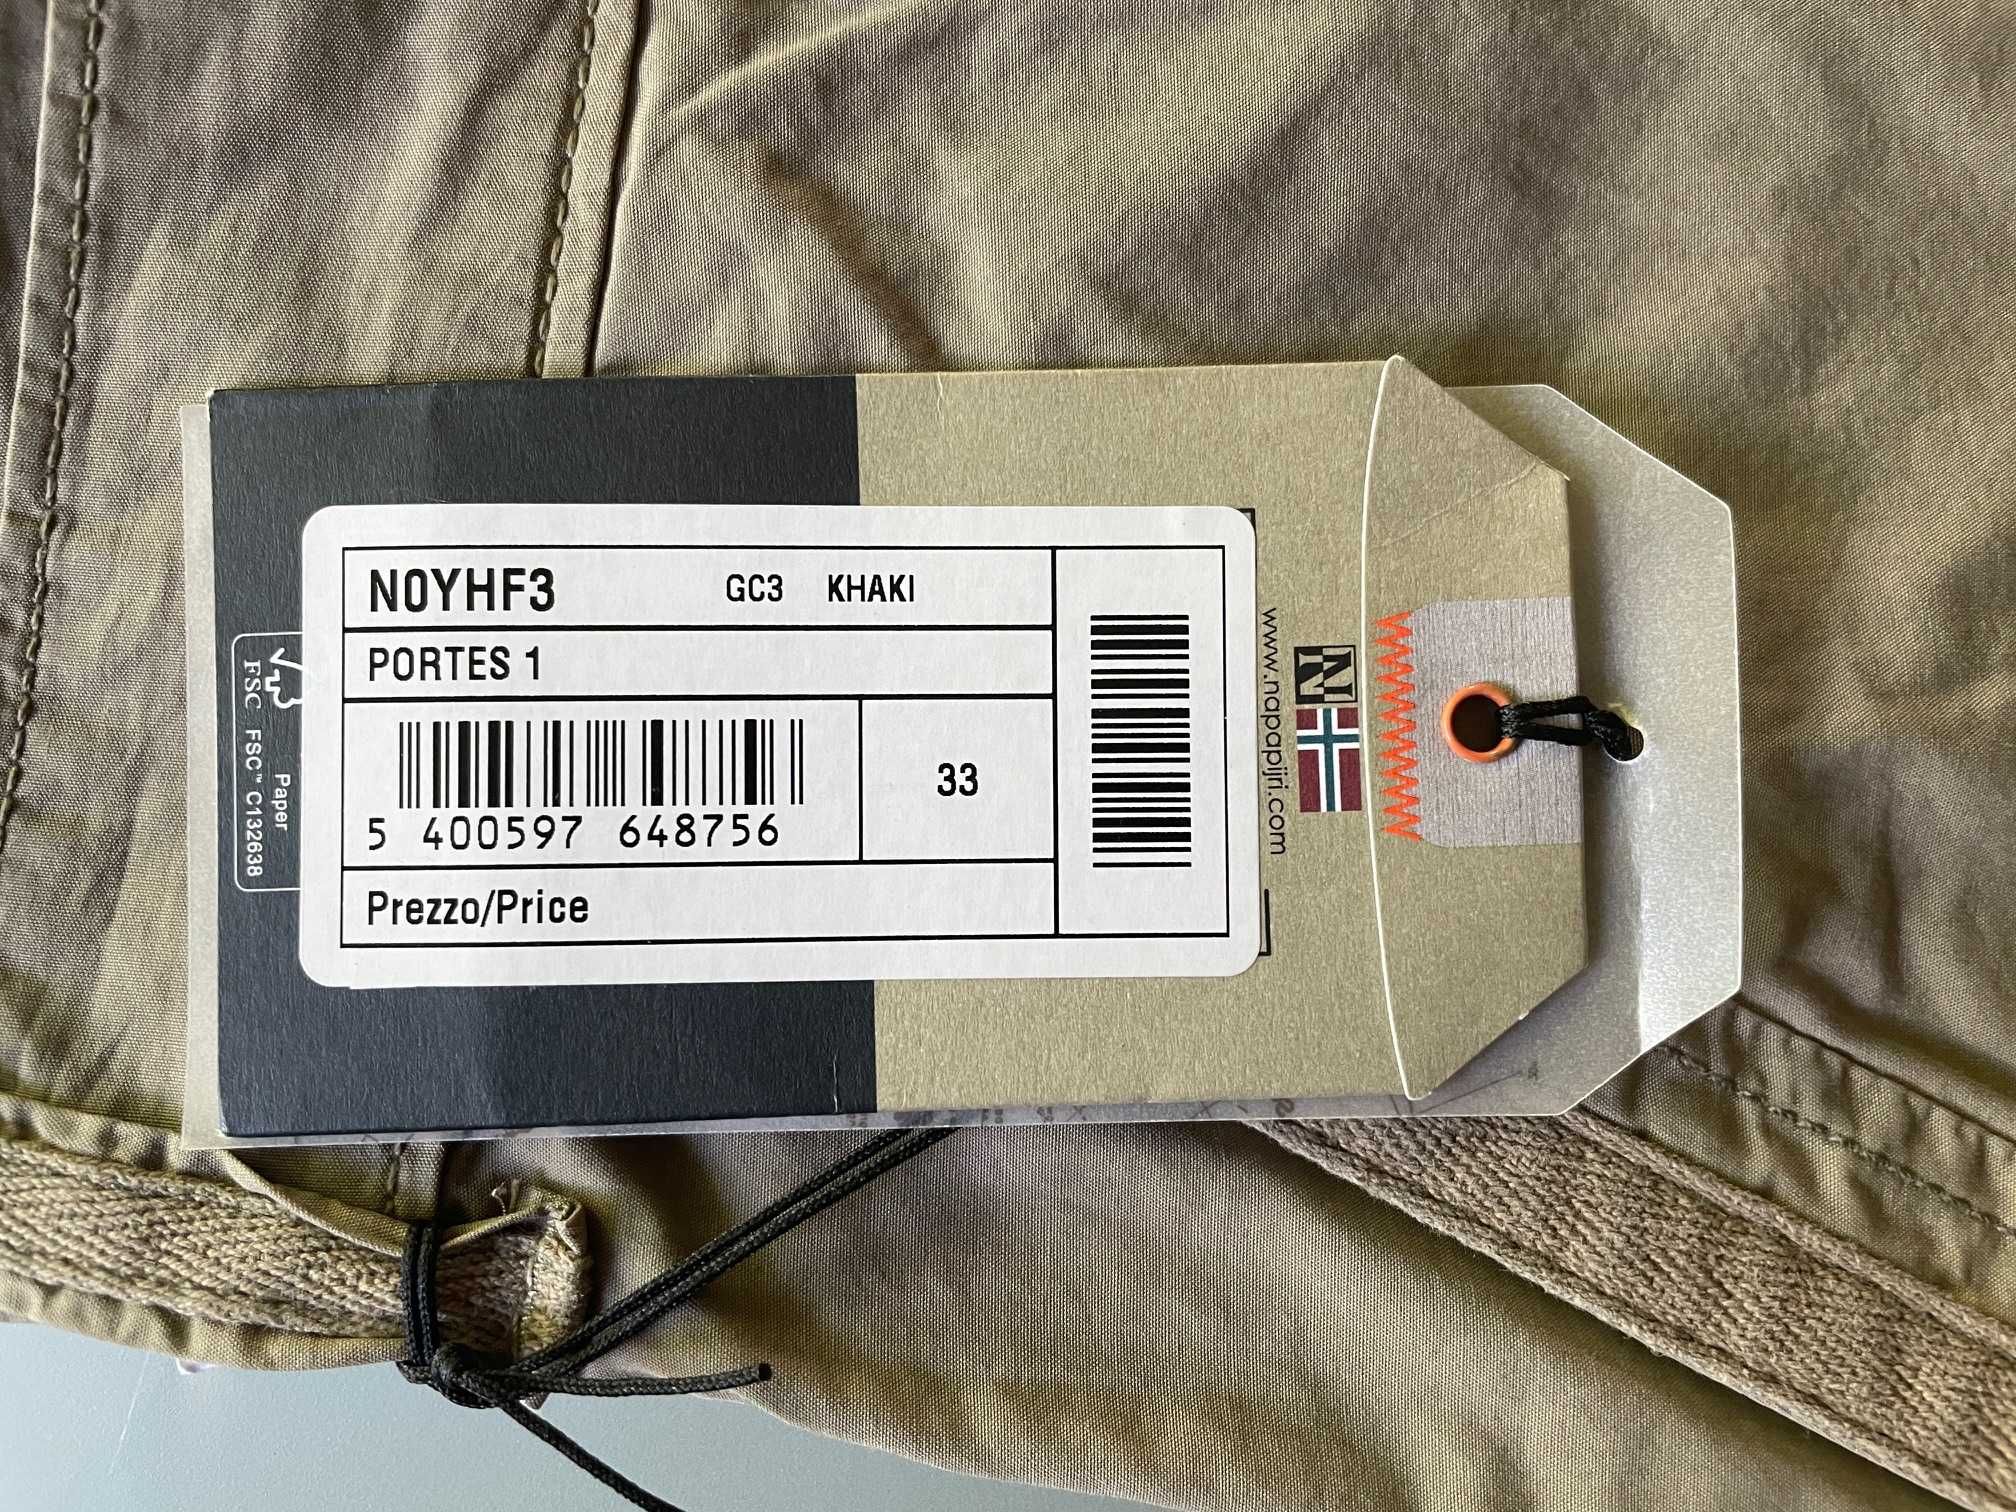 N0YHF3 GC3 KHAKI
PORTES 1
5 400597 648756
33
Prezzo/Price
www.napapijri.com
N
FSC
Paper
FSC™ C132638